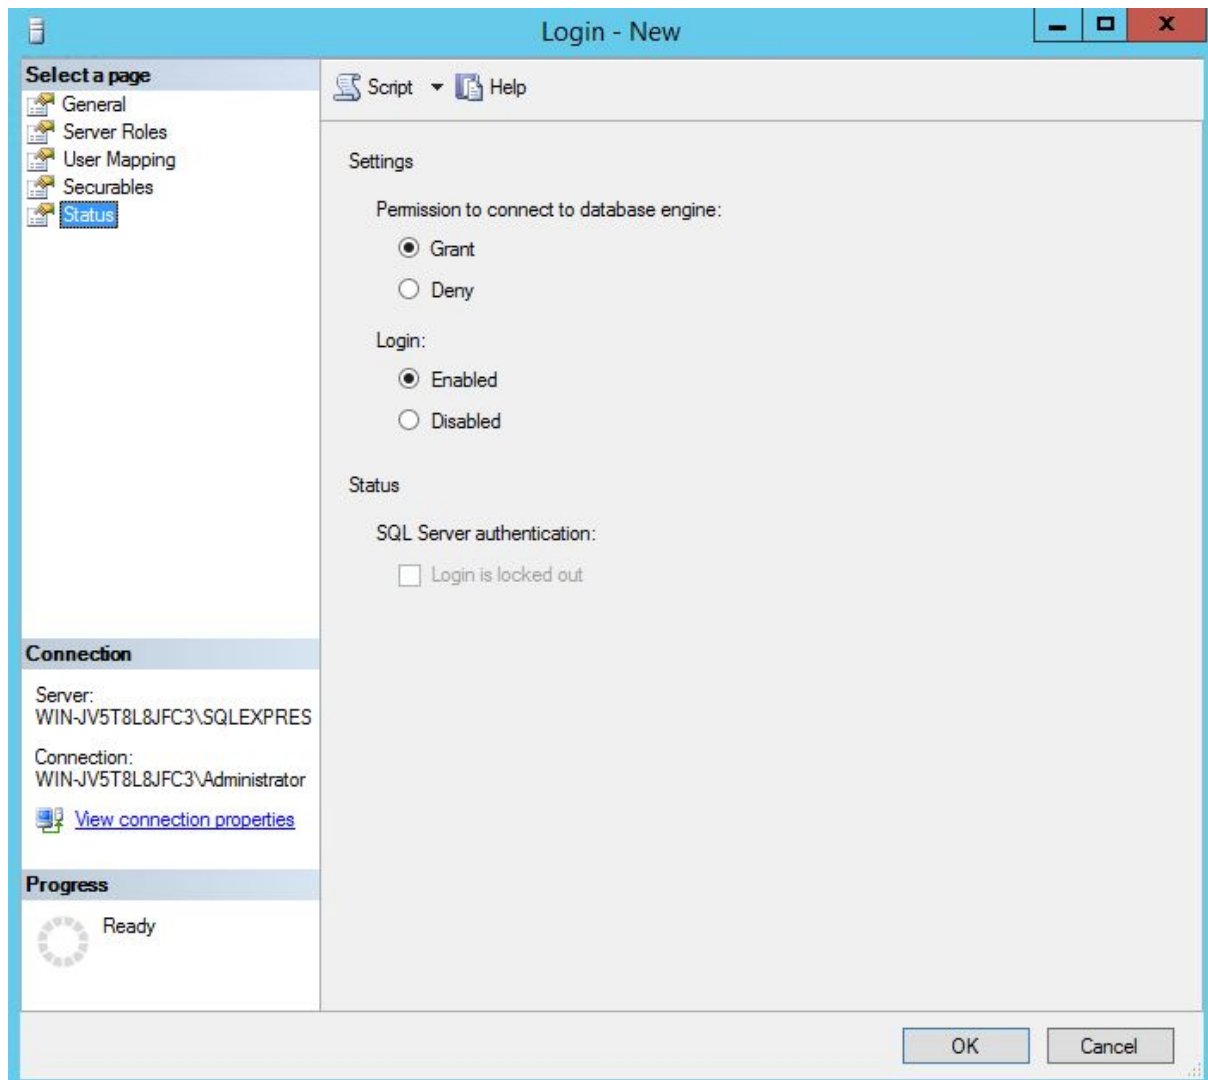 Login - New
Select a page
General
Server Roles
User Mapping
Securables
Status
Script Help
Settings
Permission to connect to database engine:
Grant
Deny
Login:
Enabled
Disabled
Status
SQL Server authentication:
Login is locked out
Connection
Server:
WIN-JV5T8L8JFC3\SQLEXPRES
Connection:
WIN-JV5T8L8JFC3\Administrator
View connection properties
Progress
Ready
OK Cancel